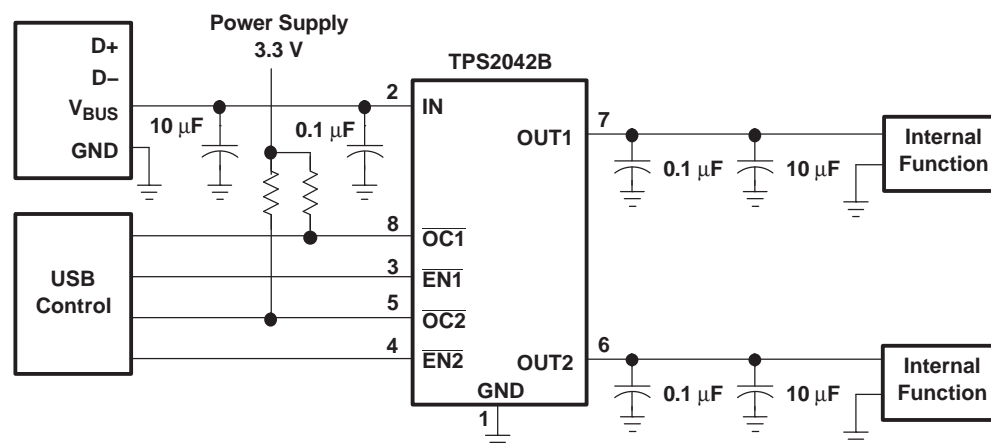 Power Supply
3.3 V
TPS2042B
D+
D−
V_BUS
GND
10 μF
0.1 μF
2
IN
7
OUT1
0.1 μF
10 μF
Internal
Function
USB
Control
8
OC1
3
EN1
5
OC2
4
EN2
6
OUT2
0.1 μF
10 μF
Internal
Function
GND
1